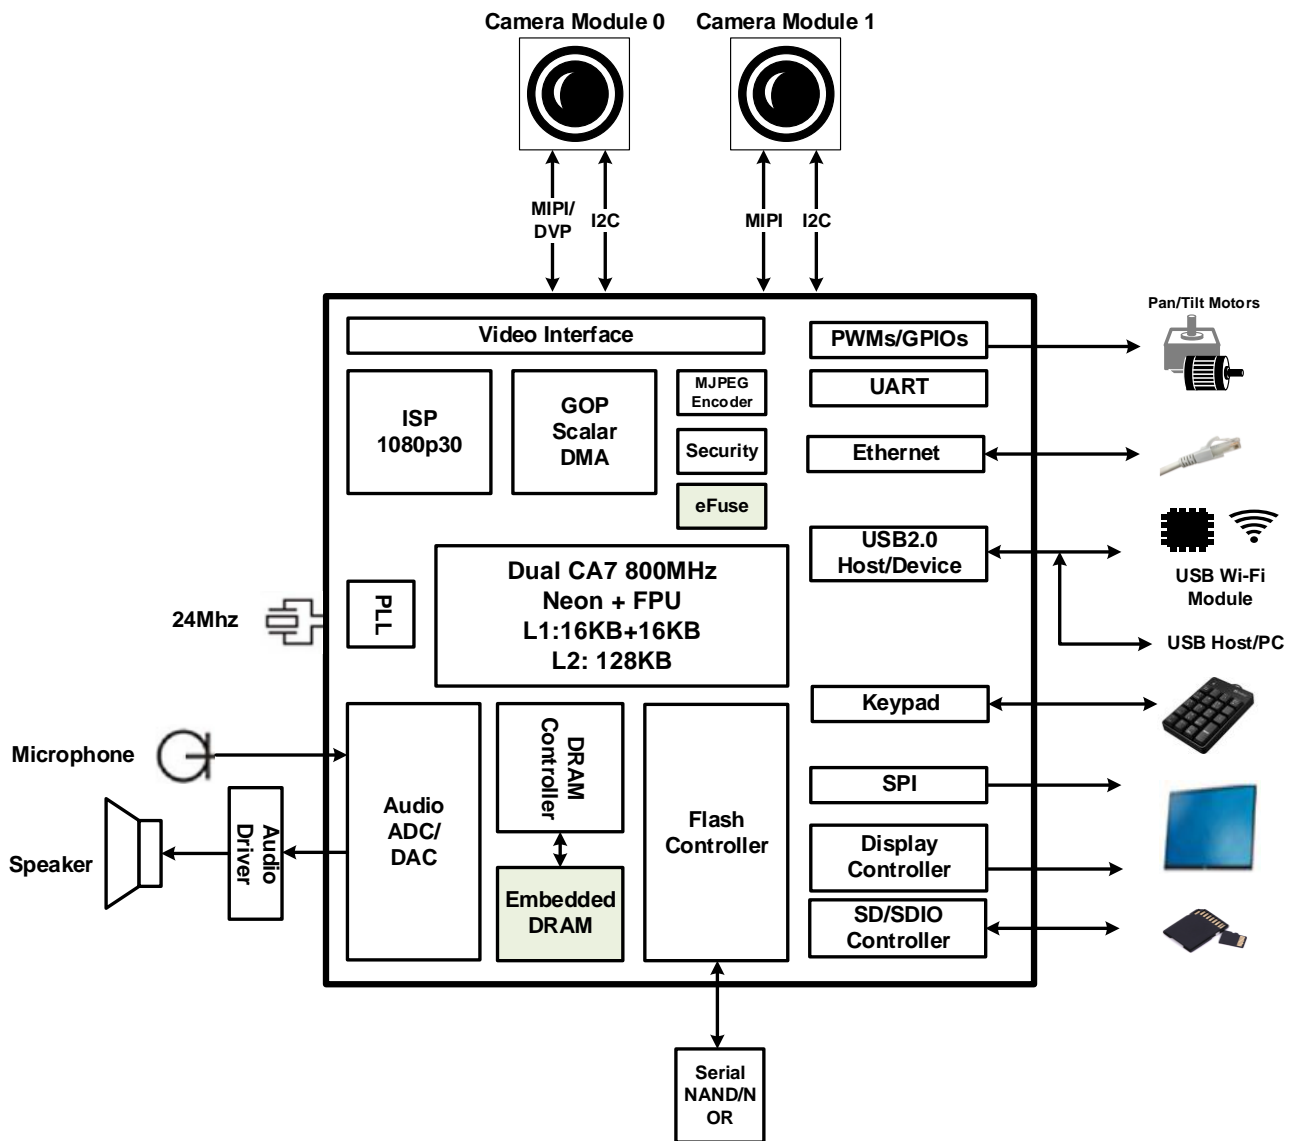 Camera Module 0
Camera Module 1
MIPI/
DVP
I2C
MIPI
I2C
Video Interface
ISP
1080p30
GOP
Scalar
DMA
MJPEG
Encoder
Security
eFuse
PWMs/GPIOs
Pan/Tilt Motors
UART
Ethernet
USB2.0
Host/Device
USB Wi-Fi
Module
USB Host/PC
24Mhz
PLL
Dual CA7 800MHz
Neon + FPU
L1:16KB+16KB
L2: 128KB
Keypad
Microphone
Speaker
Audio
Driver
Audio
ADC/
DAC
DRAM
Controller
Embedded
DRAM
Flash
Controller
SPI
Display
Controller
SD/SDIO
Controller
Serial
NAND/N
OR